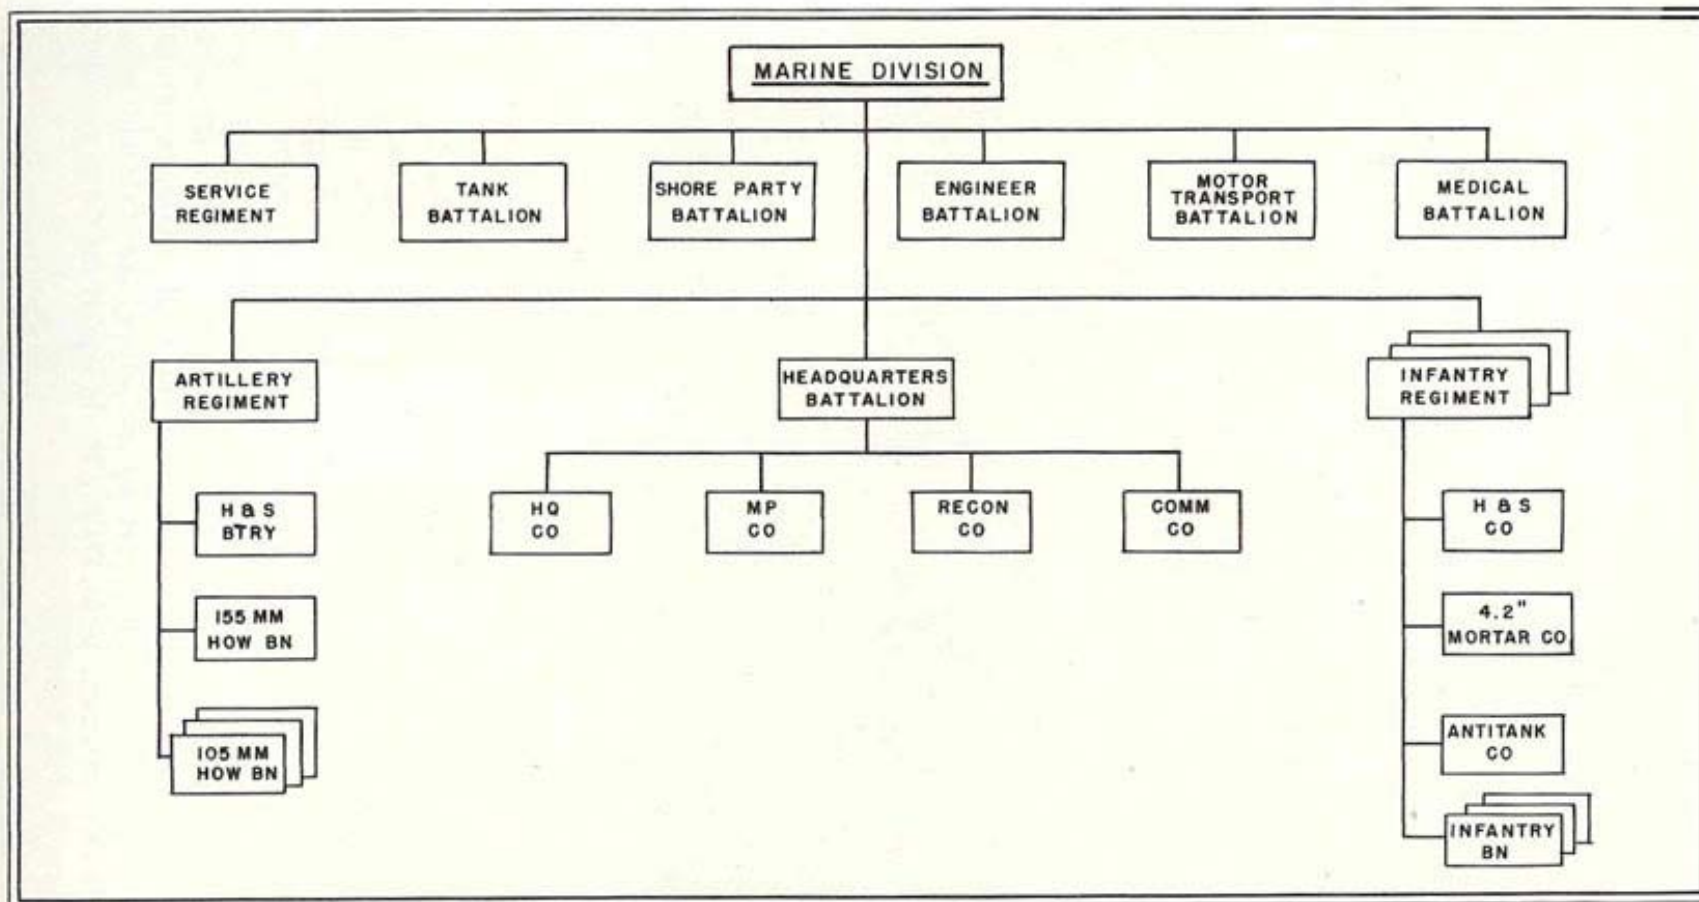 MARINE DIVISION
SERVICE
REGIMENT
TANK
BATTALION
SHORE PARTY
BATTALION
ENGINEER
BATTALION
MOTOR
TRANSPORT
BATTALION
MEDICAL
BATTALION
ARTILLERY
REGIMENT
HEADQUARTERS
BATTALION
INFANTRY
REGIMENT
H & S
BTRY
155 MM
HOW BN
105 MM
HOW BN
HQ
CO
MP
CO
RECON
CO
COMM
CO
H & S
CO
4.2"
MORTAR CO
ANTITANK
CO
INFANTRY
BN